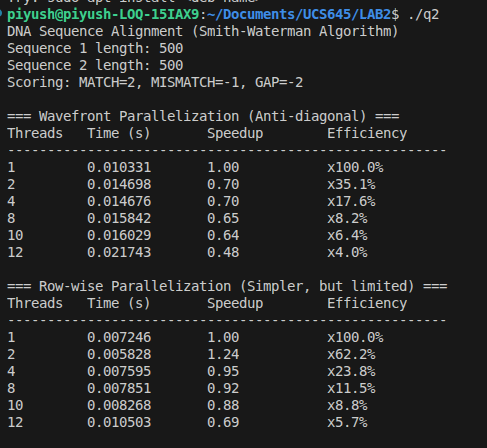 piyush@piyush-LOQ-15IAX9:~/Documents/UCS645/LAB2$ ./q2
DNA Sequence Alignment (Smith-Waterman Algorithm)
Sequence 1 length: 500
Sequence 2 length: 500
Scoring: MATCH=2, MISMATCH=-1, GAP=-2

=== Wavefront Parallelization (Anti-diagonal) ===
Threads   Time (s)       Speedup        Efficiency
-------------------------------------------------------
1         0.010331       1.00           x100.0%
2         0.014698       0.70           x35.1%
4         0.014676       0.70           x17.6%
8         0.015842       0.65           x8.2%
10        0.016029       0.64           x6.4%
12        0.021743       0.48           x4.0%

=== Row-wise Parallelization (Simpler, but limited) ===
Threads   Time (s)       Speedup        Efficiency
-------------------------------------------------------
1         0.007246       1.00           x100.0%
2         0.005828       1.24           x62.2%
4         0.007595       0.95           x23.8%
8         0.007851       0.92           x11.5%
10        0.008268       0.88           x8.8%
12        0.010503       0.69           x5.7%